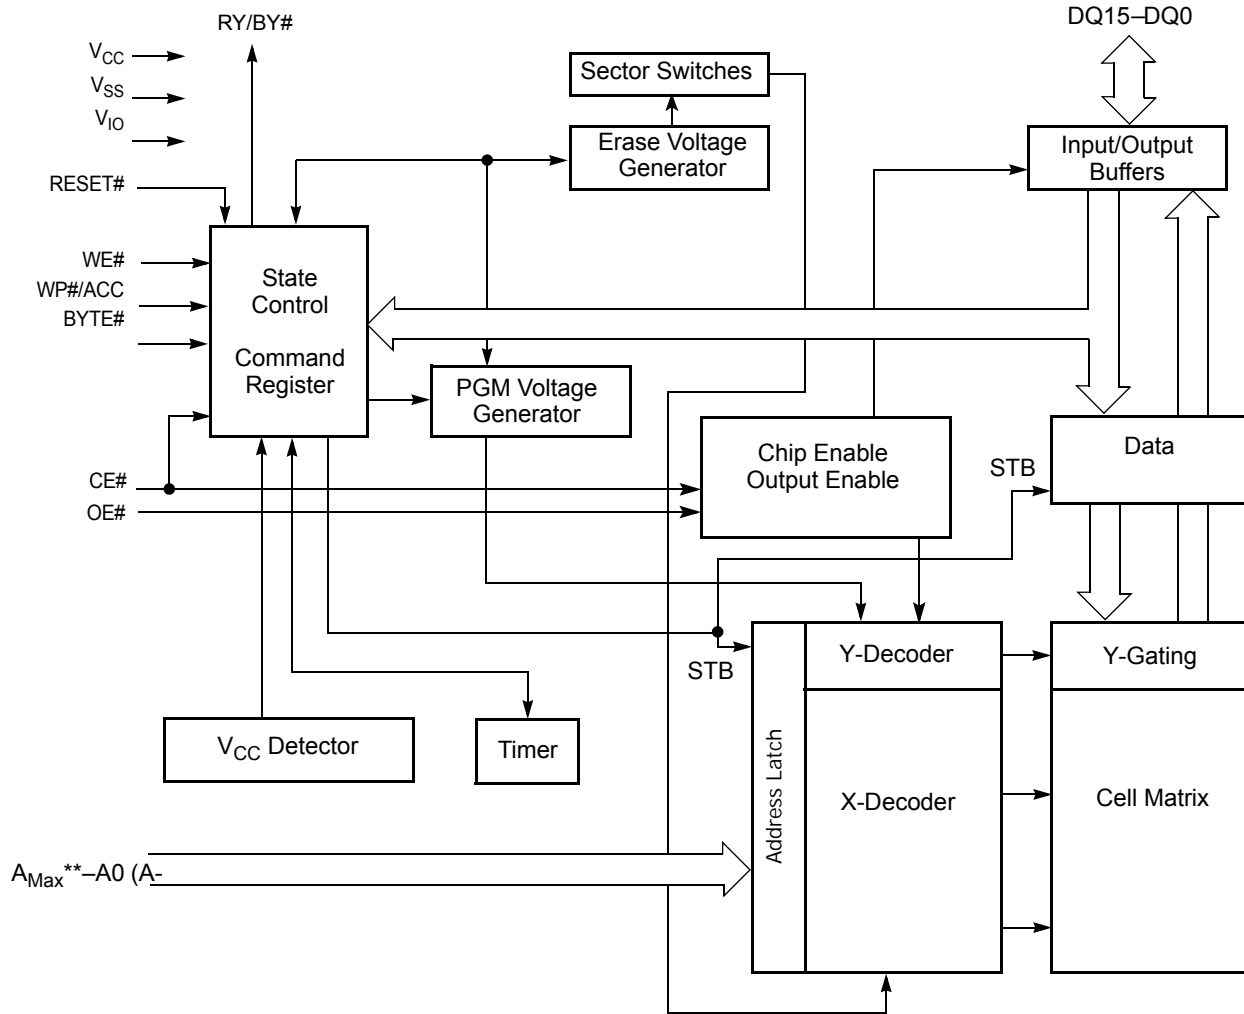 RY/BY#
DQ15–DQ0
VCC
VSS
VIO
RESET#
WE#
WP#/ACC
BYTE#
CE#
OE#
Sector Switches
Erase Voltage
Generator
Input/Output
Buffers
State
Control
Command
Register
PGM Voltage
Generator
Chip Enable
Output Enable
STB
Data
STB
Y-Decoder
Y-Gating
VCC Detector
Timer
Address Latch
X-Decoder
Cell Matrix
AMax**–A0 (A-